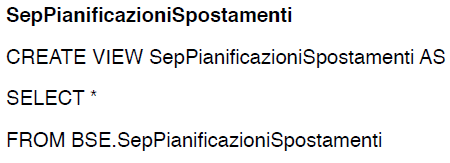 SepPianificazioniSpostamenti
CREATE VIEW SepPianificazioniSpostamenti AS
SELECT *
FROM BSE.SepPianificazioniSpostamenti